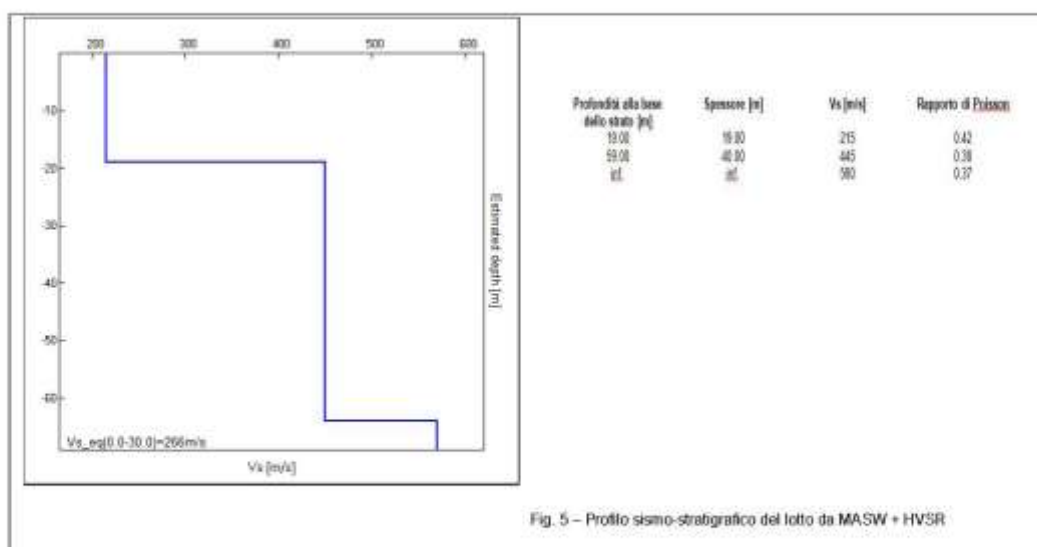 200 300 400 500 600
-10
-20
-30
-40
-50
-60
Estimated depth [m]
Vs_eq(0.0-30.0)=266m/s
Vs [m/s]
Profondità alla base dello strato [m] Spessore [m] Vs [m/s] Rapporto di Poisson
19.00 19.00 215 0.42
59.00 40.00 445 0.38
inf. inf. 560 0.37
Fig. 5 – Profilo sismo-stratigrafico del lotto da MASW + HVSR